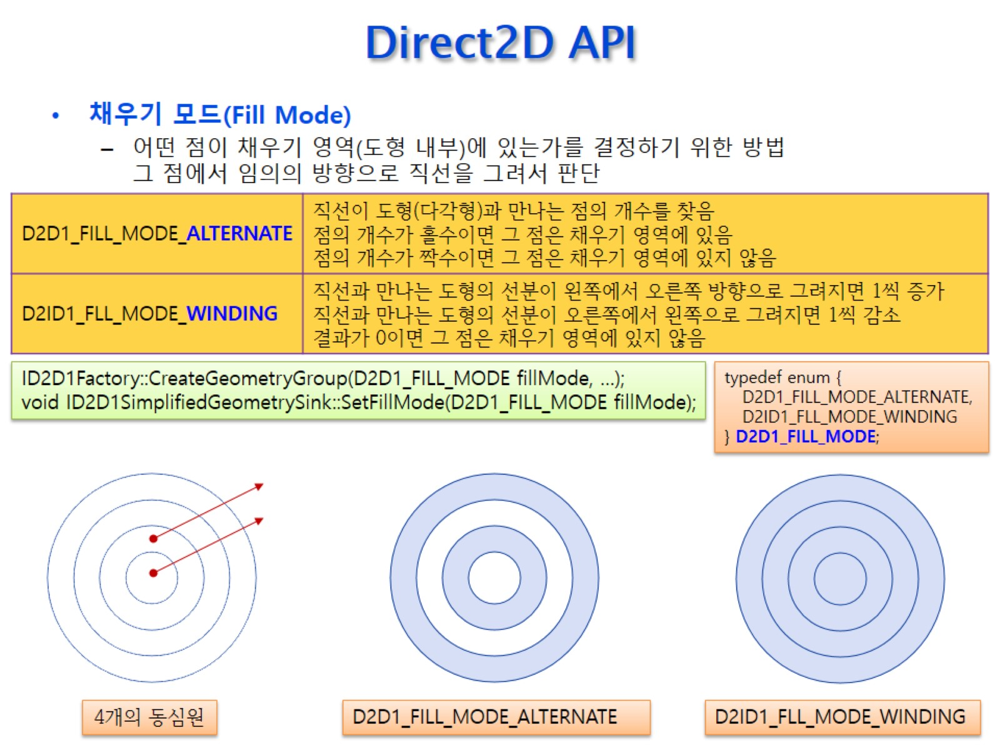 Direct2D API
• 채우기 모드(Fill Mode)
– 어떤 점이 채우기 영역(도형 내부)에 있는가를 결정하기 위한 방법
그 점에서 임의의 방향으로 직선을 그려서 판단
D2D1_FILL_MODE_ALTERNATE
직선이 도형(다각형)과 만나는 점의 개수를 찾음
점의 개수가 홀수이면 그 점은 채우기 영역에 있음
점의 개수가 짝수이면 그 점은 채우기 영역에 있지 않음
D2ID1_FLL_MODE_WINDING
직선과 만나는 도형의 선분이 왼쪽에서 오른쪽 방향으로 그려지면 1씩 증가
직선과 만나는 도형의 선분이 오른쪽에서 왼쪽으로 그려지면 1씩 감소
결과가 0이면 그 점은 채우기 영역에 있지 않음
ID2D1Factory::CreateGeometryGroup(D2D1_FILL_MODE fillMode, ...);
void ID2D1SimplifiedGeometrySink::SetFillMode(D2D1_FILL_MODE fillMode);
typedef enum {
D2D1_FILL_MODE_ALTERNATE,
D2ID1_FLL_MODE_WINDING
} D2D1_FILL_MODE;
4개의 동심원
D2D1_FILL_MODE_ALTERNATE
D2ID1_FLL_MODE_WINDING